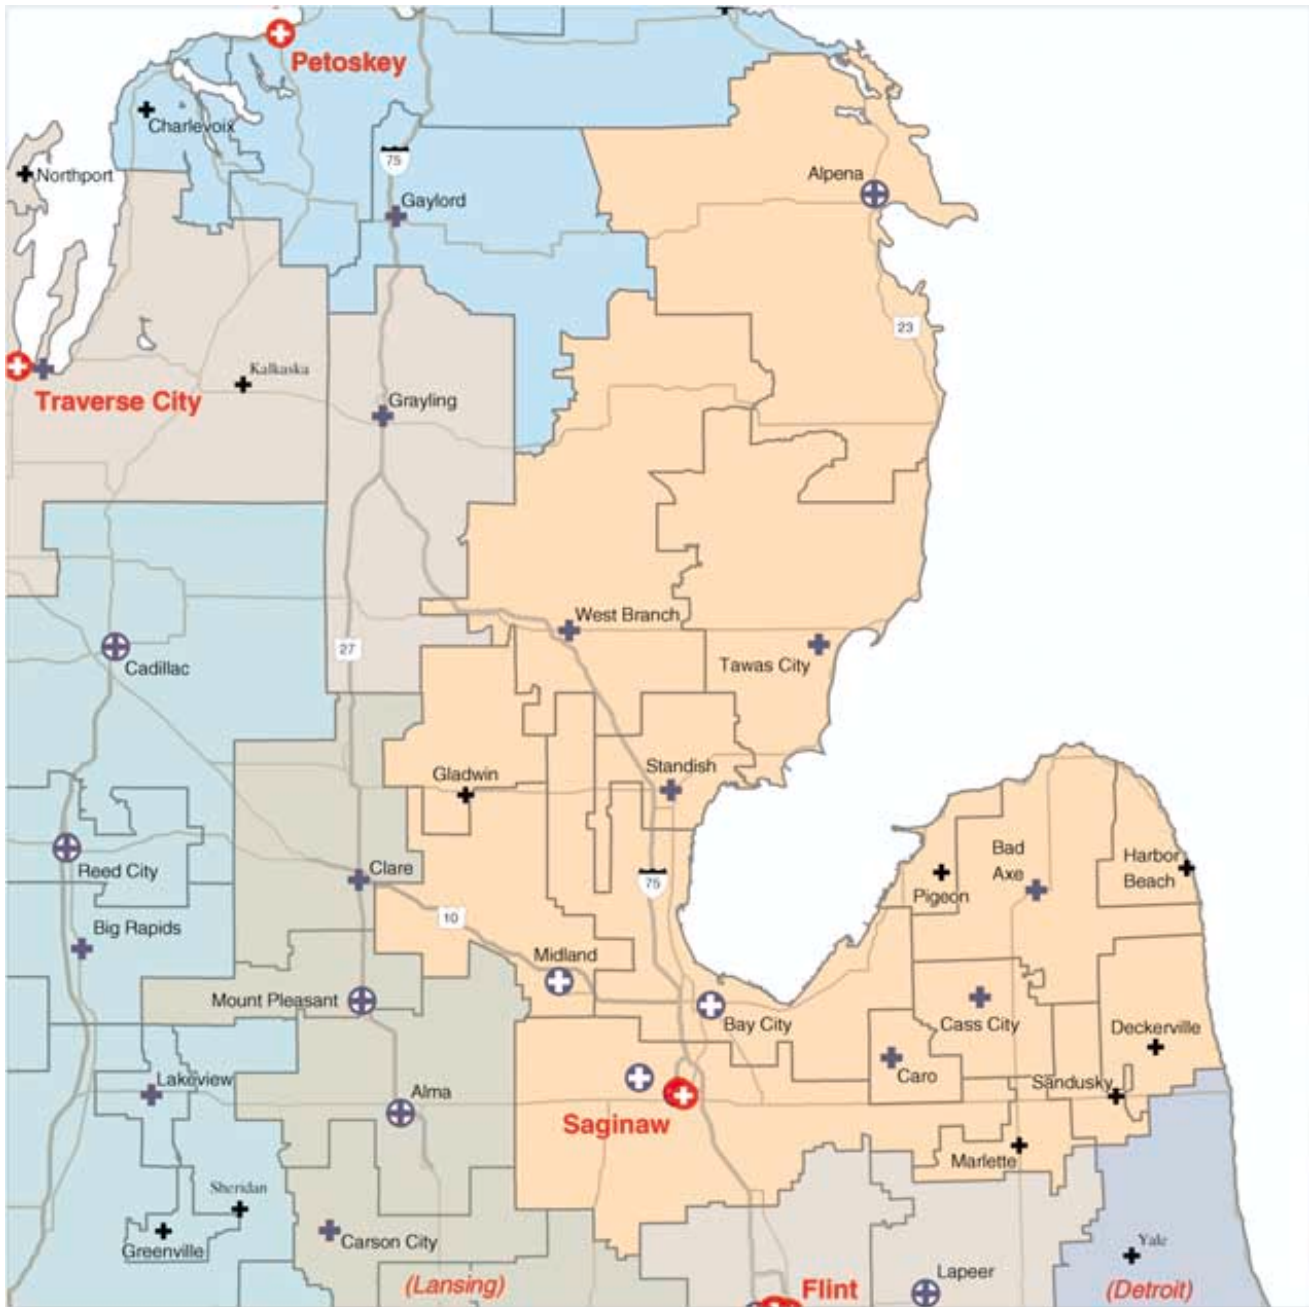 Petoskey
Charlevoix
75
Northport
Alpena
Gaylord
23
Kalkaska
Traverse City
Grayling
West Branch
27
Tawas City
Cadillac
Standish
Gladwin
Reed City
Clare
Bad
Axe
Harbor
Beach
75
Pigeon
10
Big Rapids
Midland
Mount Pleasant
Bay City
Cass City
Deckerville
Lakeview
Alma
Caro
Sandusky
Saginaw
Marlette
Sheridan
Greenville
Carson City
Yale
(Lansing)
Flint
Lapeer
(Detroit)